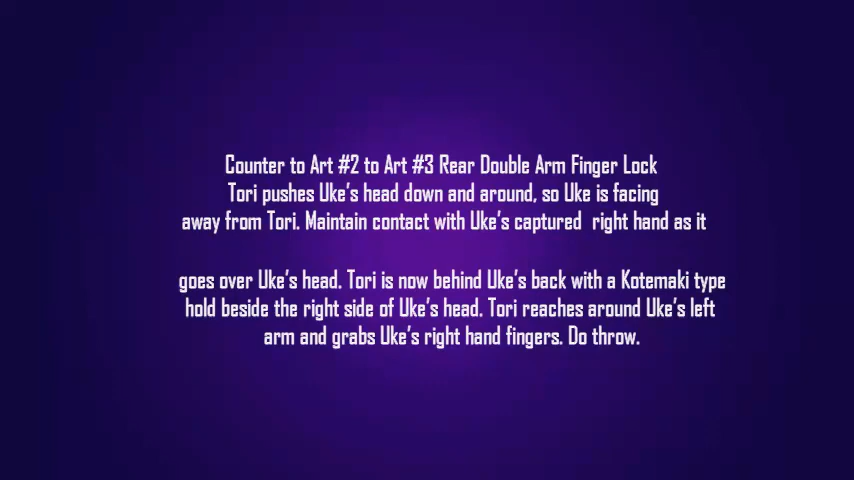 Counter to Art #2 to Art #3 Rear Double Arm Finger Lock
Tori pushes Uke's head down and around, so Uke is facing
away from Tori. Maintain contact with Uke's captured  right hand as it
goes over Uke's head. Tori is now behind Uke's back with a Kotemaki type
hold beside the right side of Uke's head. Tori reaches around Uke's left
arm and grabs Uke's right hand fingers. Do throw.